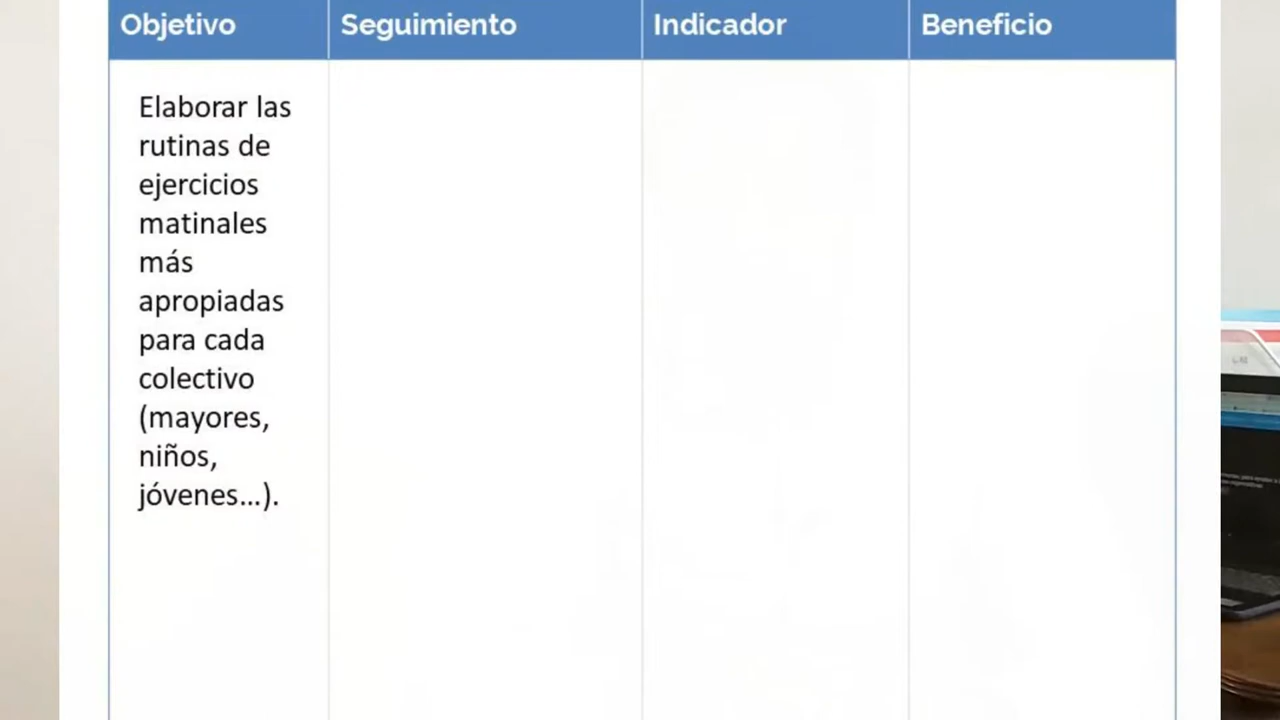 Objetivo
Seguimiento
Indicador
Beneficio
Elaborar las
rutinas de
ejercicios
matinales
más
apropiadas
para cada
colectivo
(mayores,
niños,
jóvenes...).